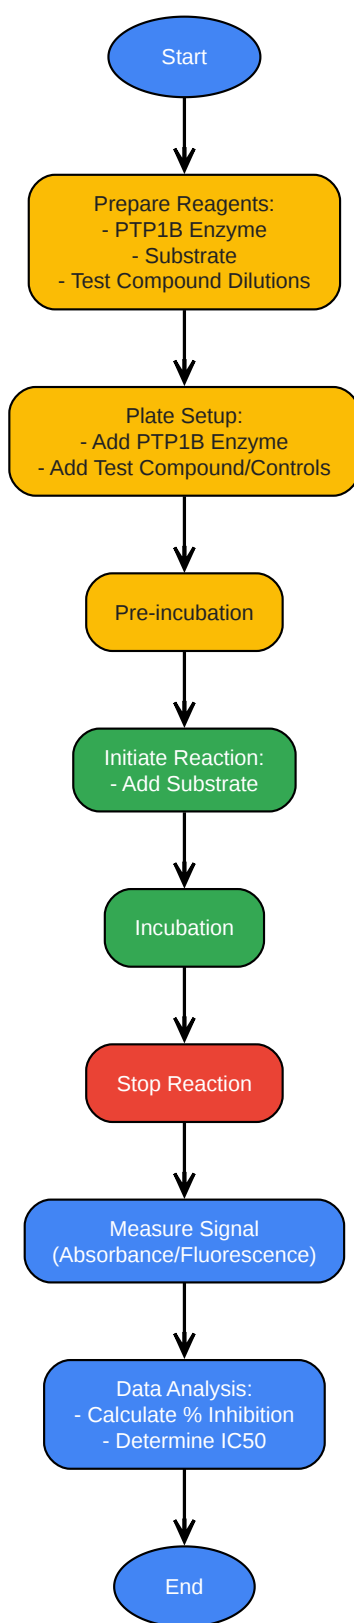 Start
Prepare Reagents:
- PTP1B Enzyme
- Substrate
- Test Compound Dilutions
Plate Setup:
- Add PTP1B Enzyme
- Add Test Compound/Controls
Pre-incubation
Initiate Reaction:
- Add Substrate
Incubation
Stop Reaction
Measure Signal
(Absorbance/Fluorescence)
Data Analysis:
- Calculate % Inhibition
- Determine IC50
End